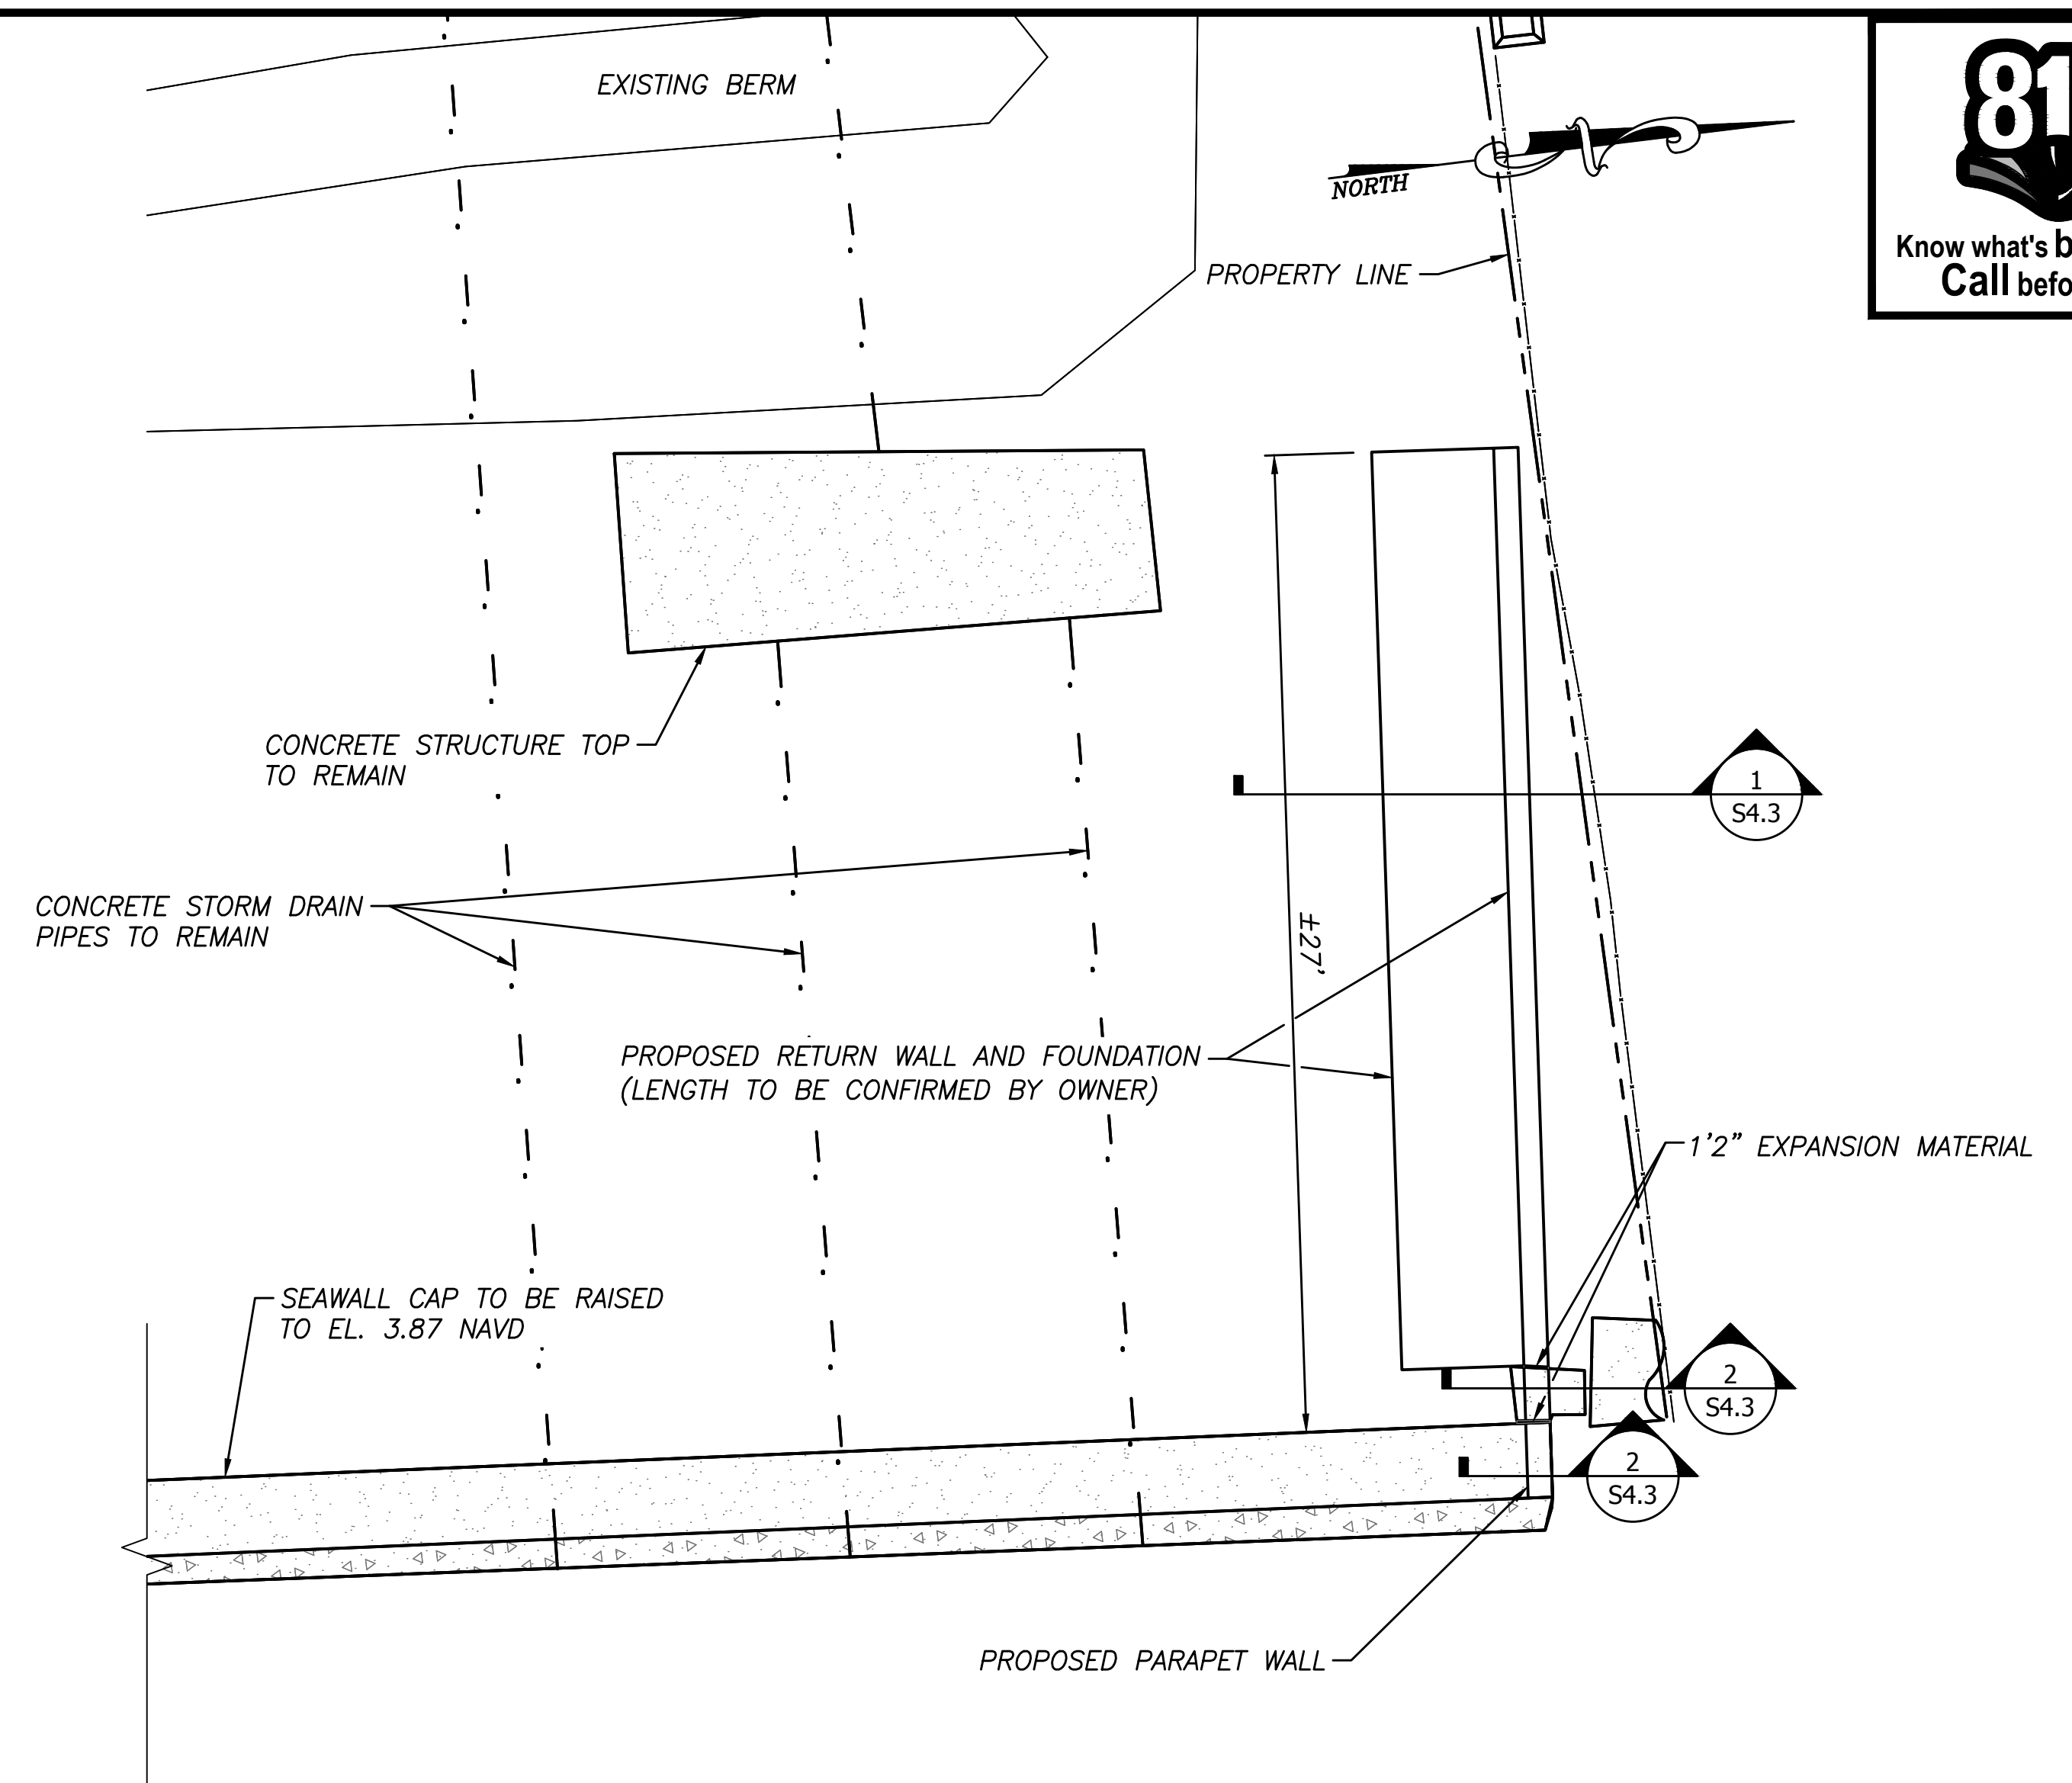 EXISTING BERM
81
NORTH
Know what's b
Call befo
PROPERTY LINE
CONCRETE STRUCTURE TOP
TO REMAIN
1
S4.3
CONCRETE STORM DRAIN
PIPES TO REMAIN
±27'
PROPOSED RETURN WALL AND FOUNDATION
(LENGTH TO BE CONFIRMED BY OWNER)
1'2" EXPANSION MATERIAL
SEAWALL CAP TO BE RAISED
TO EL. 3.87 NAVD
2
S4.3
2
S4.3
PROPOSED PARAPET WALL